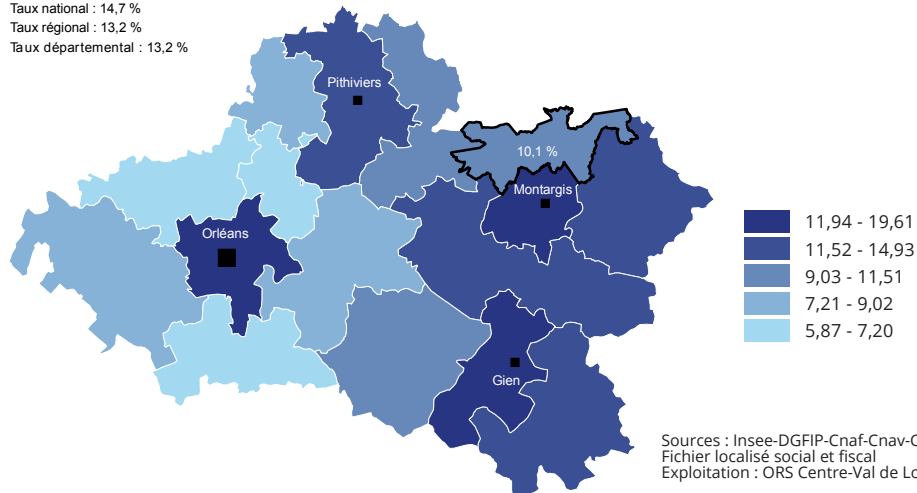 Taux national : 14,7 %
Taux régional : 13,2 %
Taux départemental : 13,2 %
Pithiviers
10,1 %
Montargis
Orléans
Gien
11,94 - 19,61
11,52 - 14,93
9,03 - 11,51
7,21 - 9,02
5,87 - 7,20
Sources : Insee-DGFIP-Cnaf-Cnav-C
Fichier localisé social et fiscal
Exploitation : ORS Centre-Val de Lo